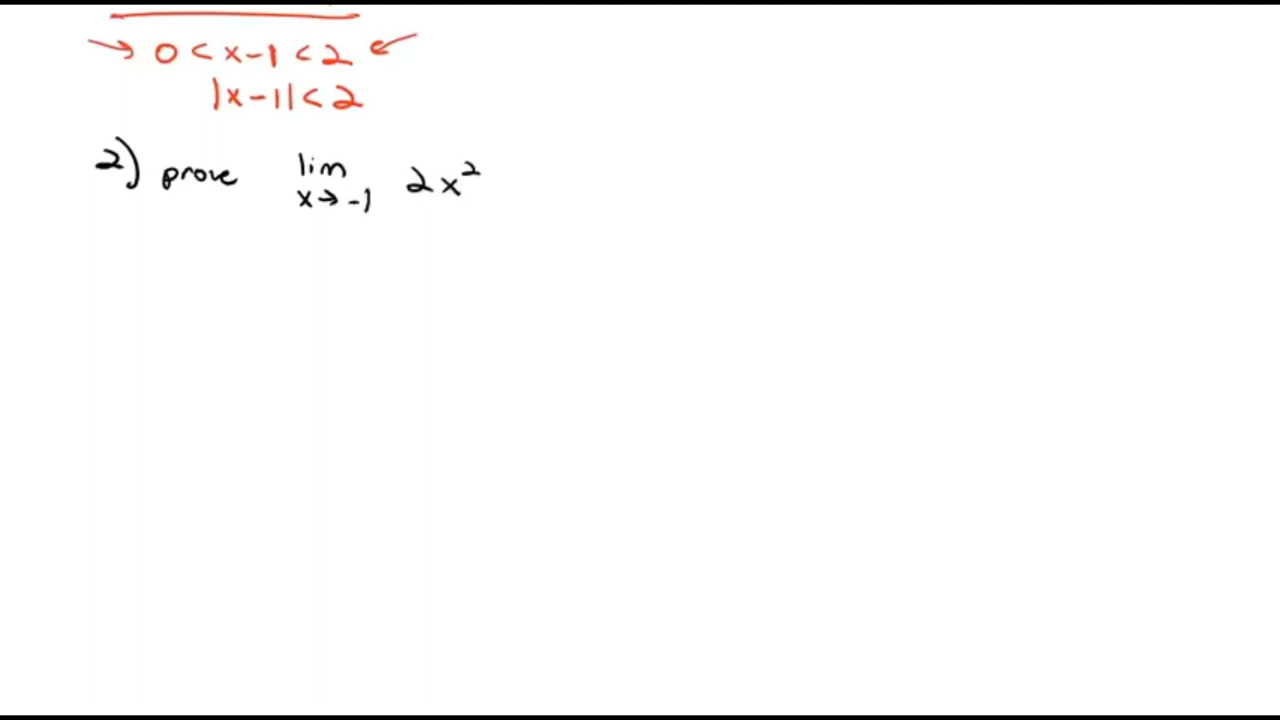 0 < x - 1 < 2
|x - 1| < 2
2) prove lim x → -1 2x²